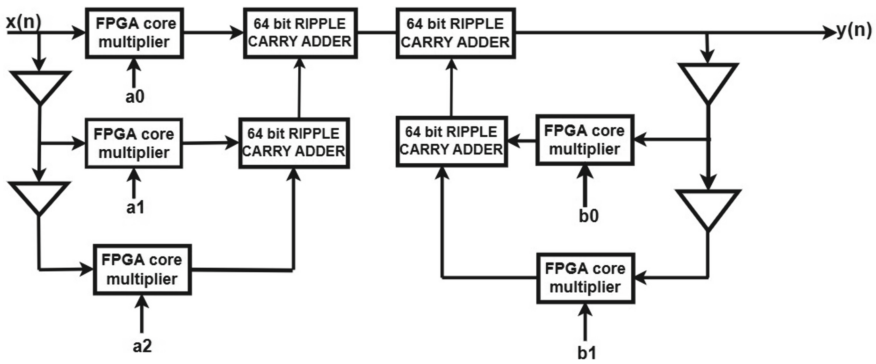 x(n)
FPGA core
multiplier
64 bit RIPPLE
CARRY ADDER
64 bit RIPPLE
CARRY ADDER
y(n)
a0
FPGA core
multiplier
64 bit RIPPLE
CARRY ADDER
64 bit RIPPLE
CARRY ADDER
FPGA core
multiplier
a1
b0
FPGA core
multiplier
FPGA core
multiplier
a2
b1